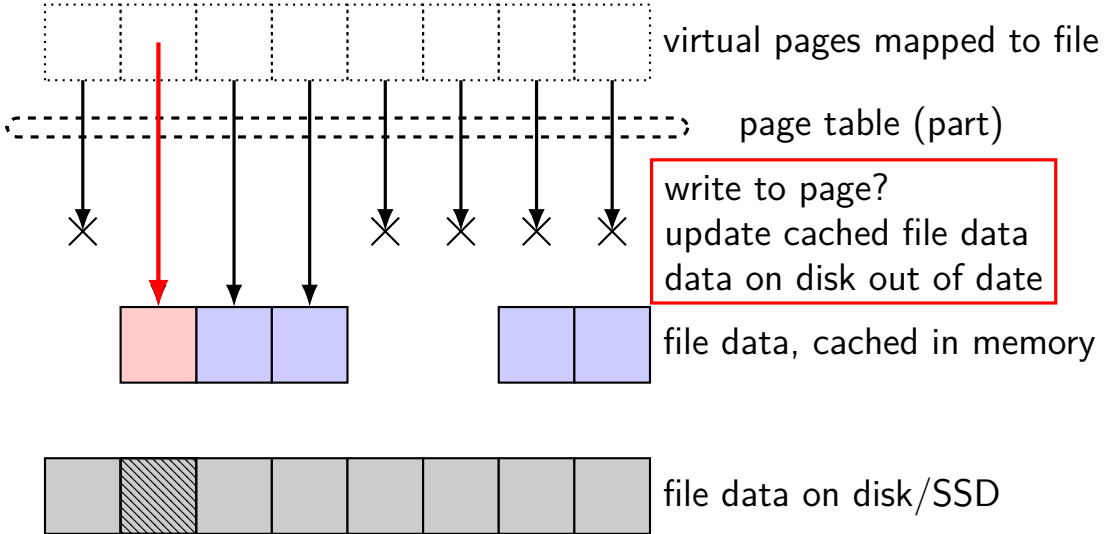 virtual pages mapped to file
page table (part)
write to page?
update cached file data
data on disk out of date
file data, cached in memory
file data on disk/SSD